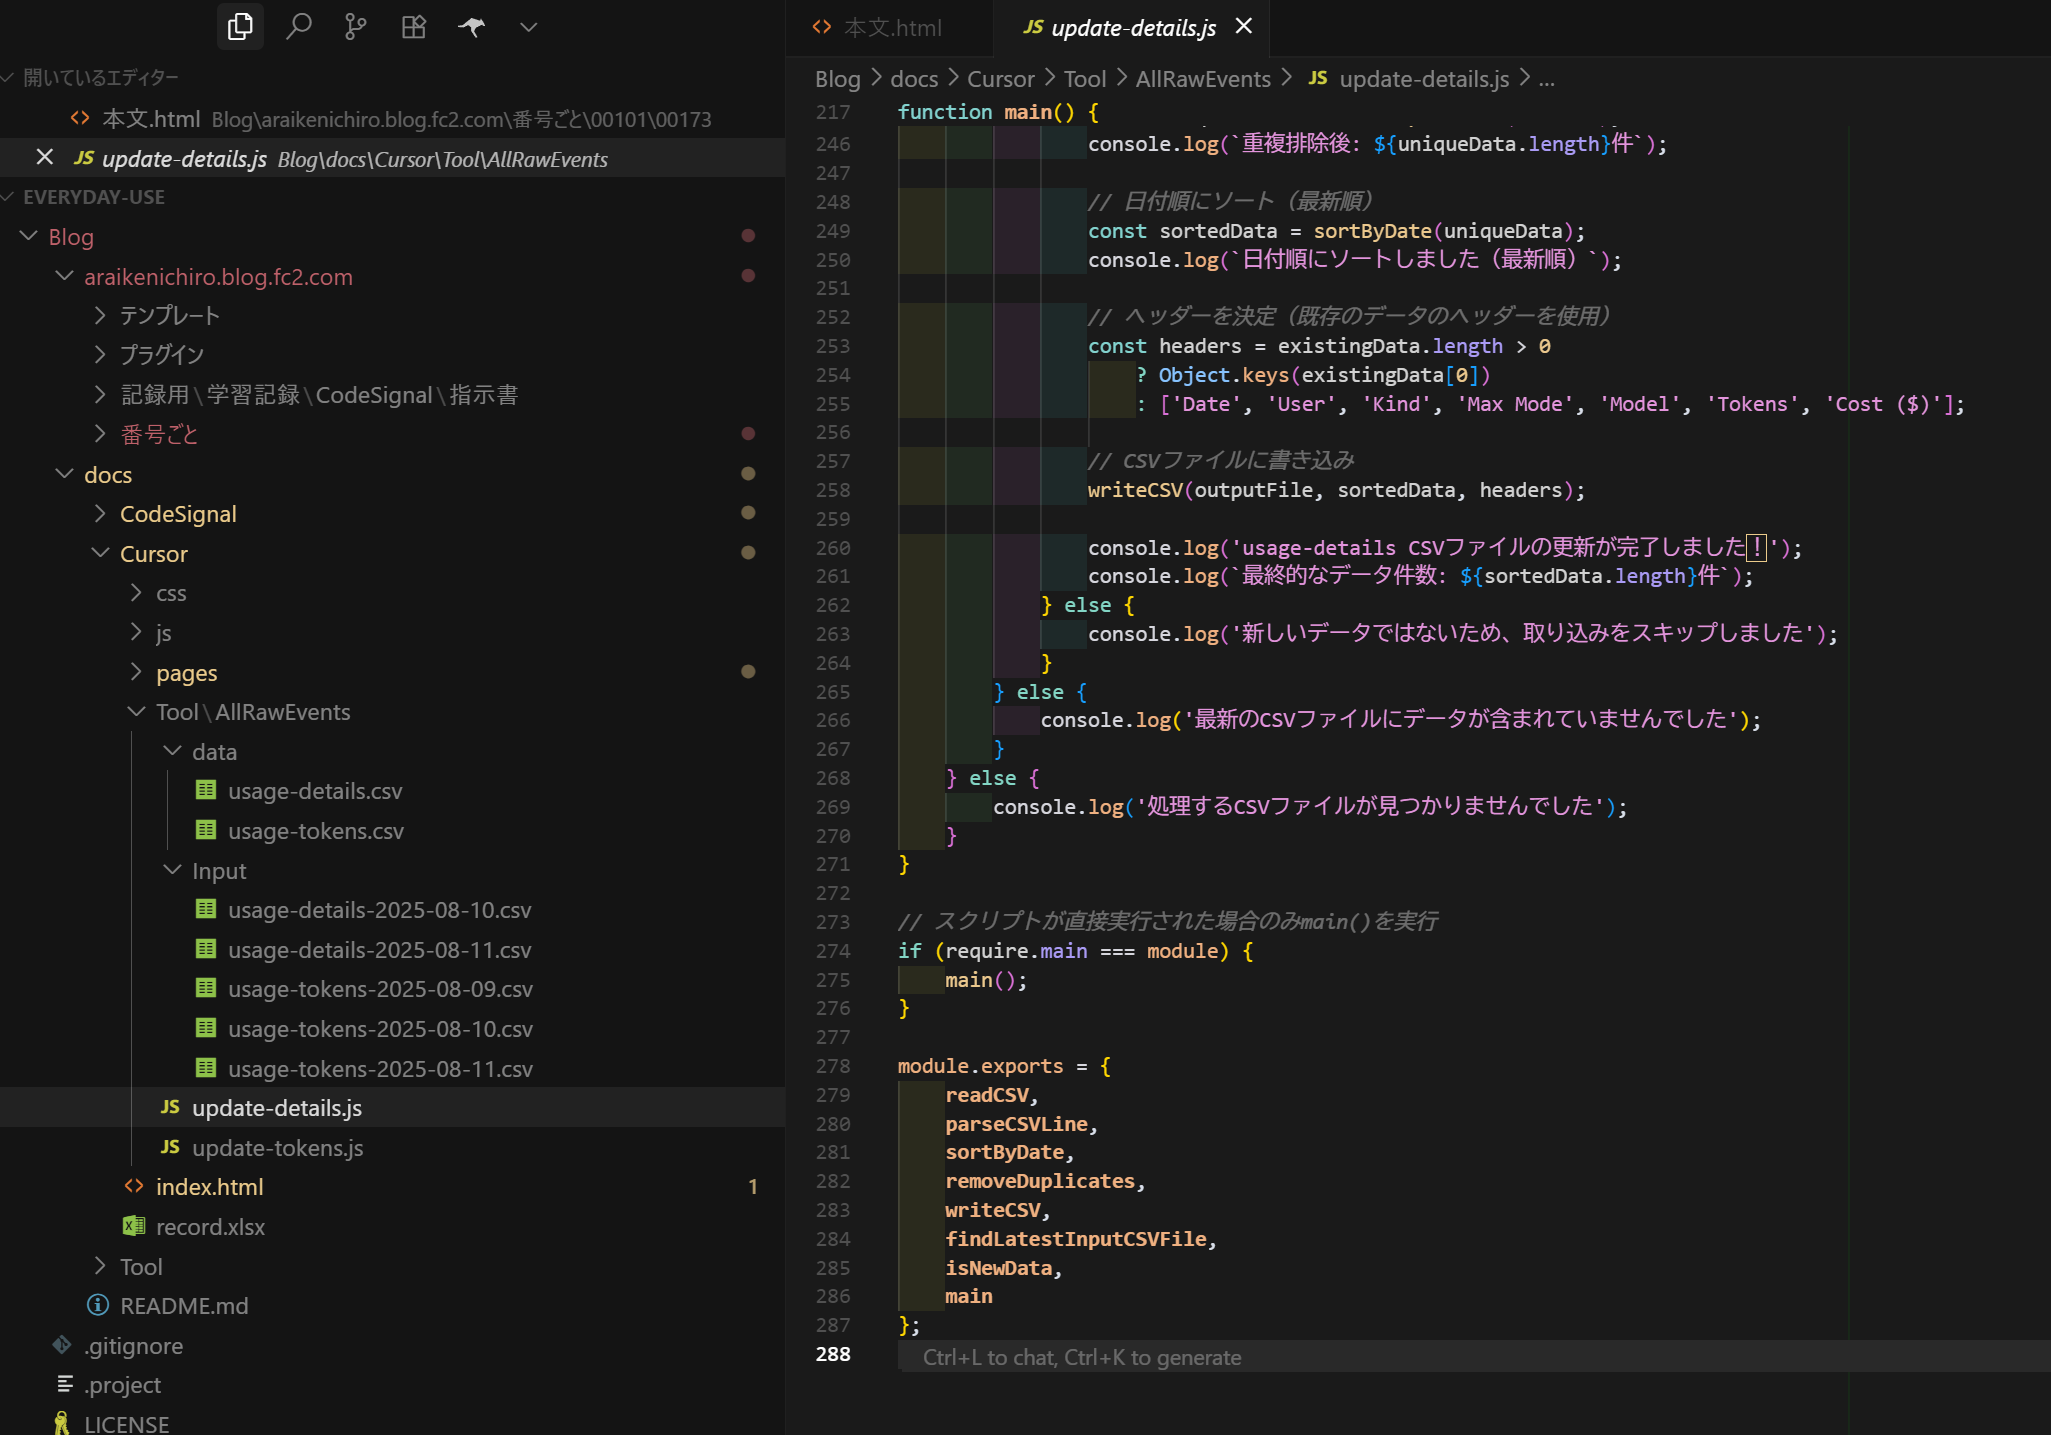 開いているエディター
本文.html Blog\araikenichiro.blog.fc2.com\番号ごと\00101\00173
JS update-details.js Blog\docs\Cursor\Tool\AllRawEvents
EVERYDAY-USE
Blog
araikenichiro.blog.fc2.com
テンプレート
プラグイン
記録用\学習記録\CodeSignal\指示書
番号ごと
docs
CodeSignal
Cursor
css
js
pages
Tool\AllRawEvents
data
usage-details.csv
usage-tokens.csv
Input
usage-details-2025-08-10.csv
usage-details-2025-08-11.csv
usage-tokens-2025-08-09.csv
usage-tokens-2025-08-10.csv
usage-tokens-2025-08-11.csv
JS update-details.js
JS update-tokens.js
index.html 1
record.xlsx
Tool
README.md
.gitignore
.project
LICENSE
本文.html JS update-details.js
Blog > docs > Cursor > Tool > AllRawEvents > JS update-details.js > ...
217 function main() {
246 console.log(`重複排除後: ${uniqueData.length}件`);
247
248 // 日付順にソート（最新順）
249 const sortedData = sortByDate(uniqueData);
250 console.log(`日付順にソートしました（最新順）`);
251
252 // ヘッダーを決定（既存のデータのヘッダーを使用）
253 const headers = existingData.length > 0
254 ? Object.keys(existingData[0])
255 : ['Date', 'User', 'Kind', 'Max Mode', 'Model', 'Tokens', 'Cost ($)'];
256
257 // CSVファイルに書き込み
258 writeCSV(outputFile, sortedData, headers);
259
260 console.log('usage-details CSVファイルの更新が完了しました！');
261 console.log(`最終的なデータ件数: ${sortedData.length}件`);
262 } else {
263 console.log('新しいデータではないため、取り込みをスキップしました');
264 }
265 } else {
266 console.log('最新のCSVファイルにデータが含まれていませんでした');
267 }
268 } else {
269 console.log('処理するCSVファイルが見つかりませんでした');
270 }
271 }
272
273 // スクリプトが直接実行された場合のみmain()を実行
274 if (require.main === module) {
275 main();
276 }
277
278 module.exports = {
279 readCSV,
280 parseCSVLine,
281 sortByDate,
282 removeDuplicates,
283 writeCSV,
284 findLatestInputCSVFile,
285 isNewData,
286 main
287 };
288 Ctrl+L to chat, Ctrl+K to generate